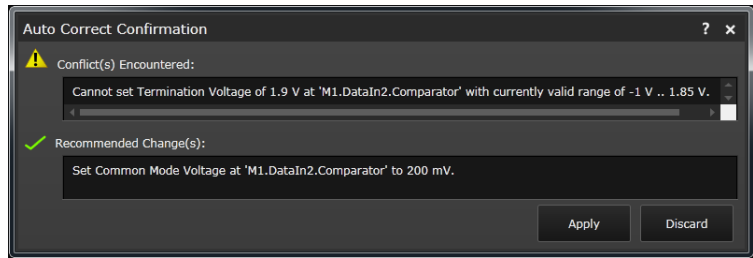 Auto Correct Confirmation ? ×
Conflict(s) Encountered:
Cannot set Termination Voltage of 1.9 V at 'M1.DataIn2.Comparator' with currently valid range of -1 V .. 1.85 V.
Recommended Change(s):
Set Common Mode Voltage at 'M1.DataIn2.Comparator' to 200 mV.
Apply Discard